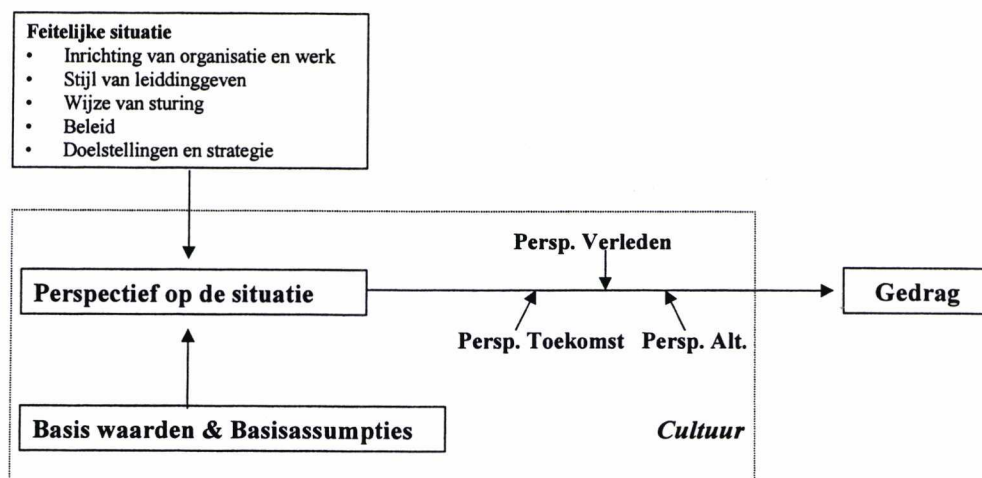 Feitelijke situatie
• Inrichting van organisatie en werk
• Stijl van leiddinggeven
• Wijze van sturing
• Beleid
• Doelstellingen en strategie
Persp. Verleden
Perspectief op de situatie
Gedrag
Persp. Toekomst Persp. Alt.
Basis waarden & Basisassumpties
Cultuur